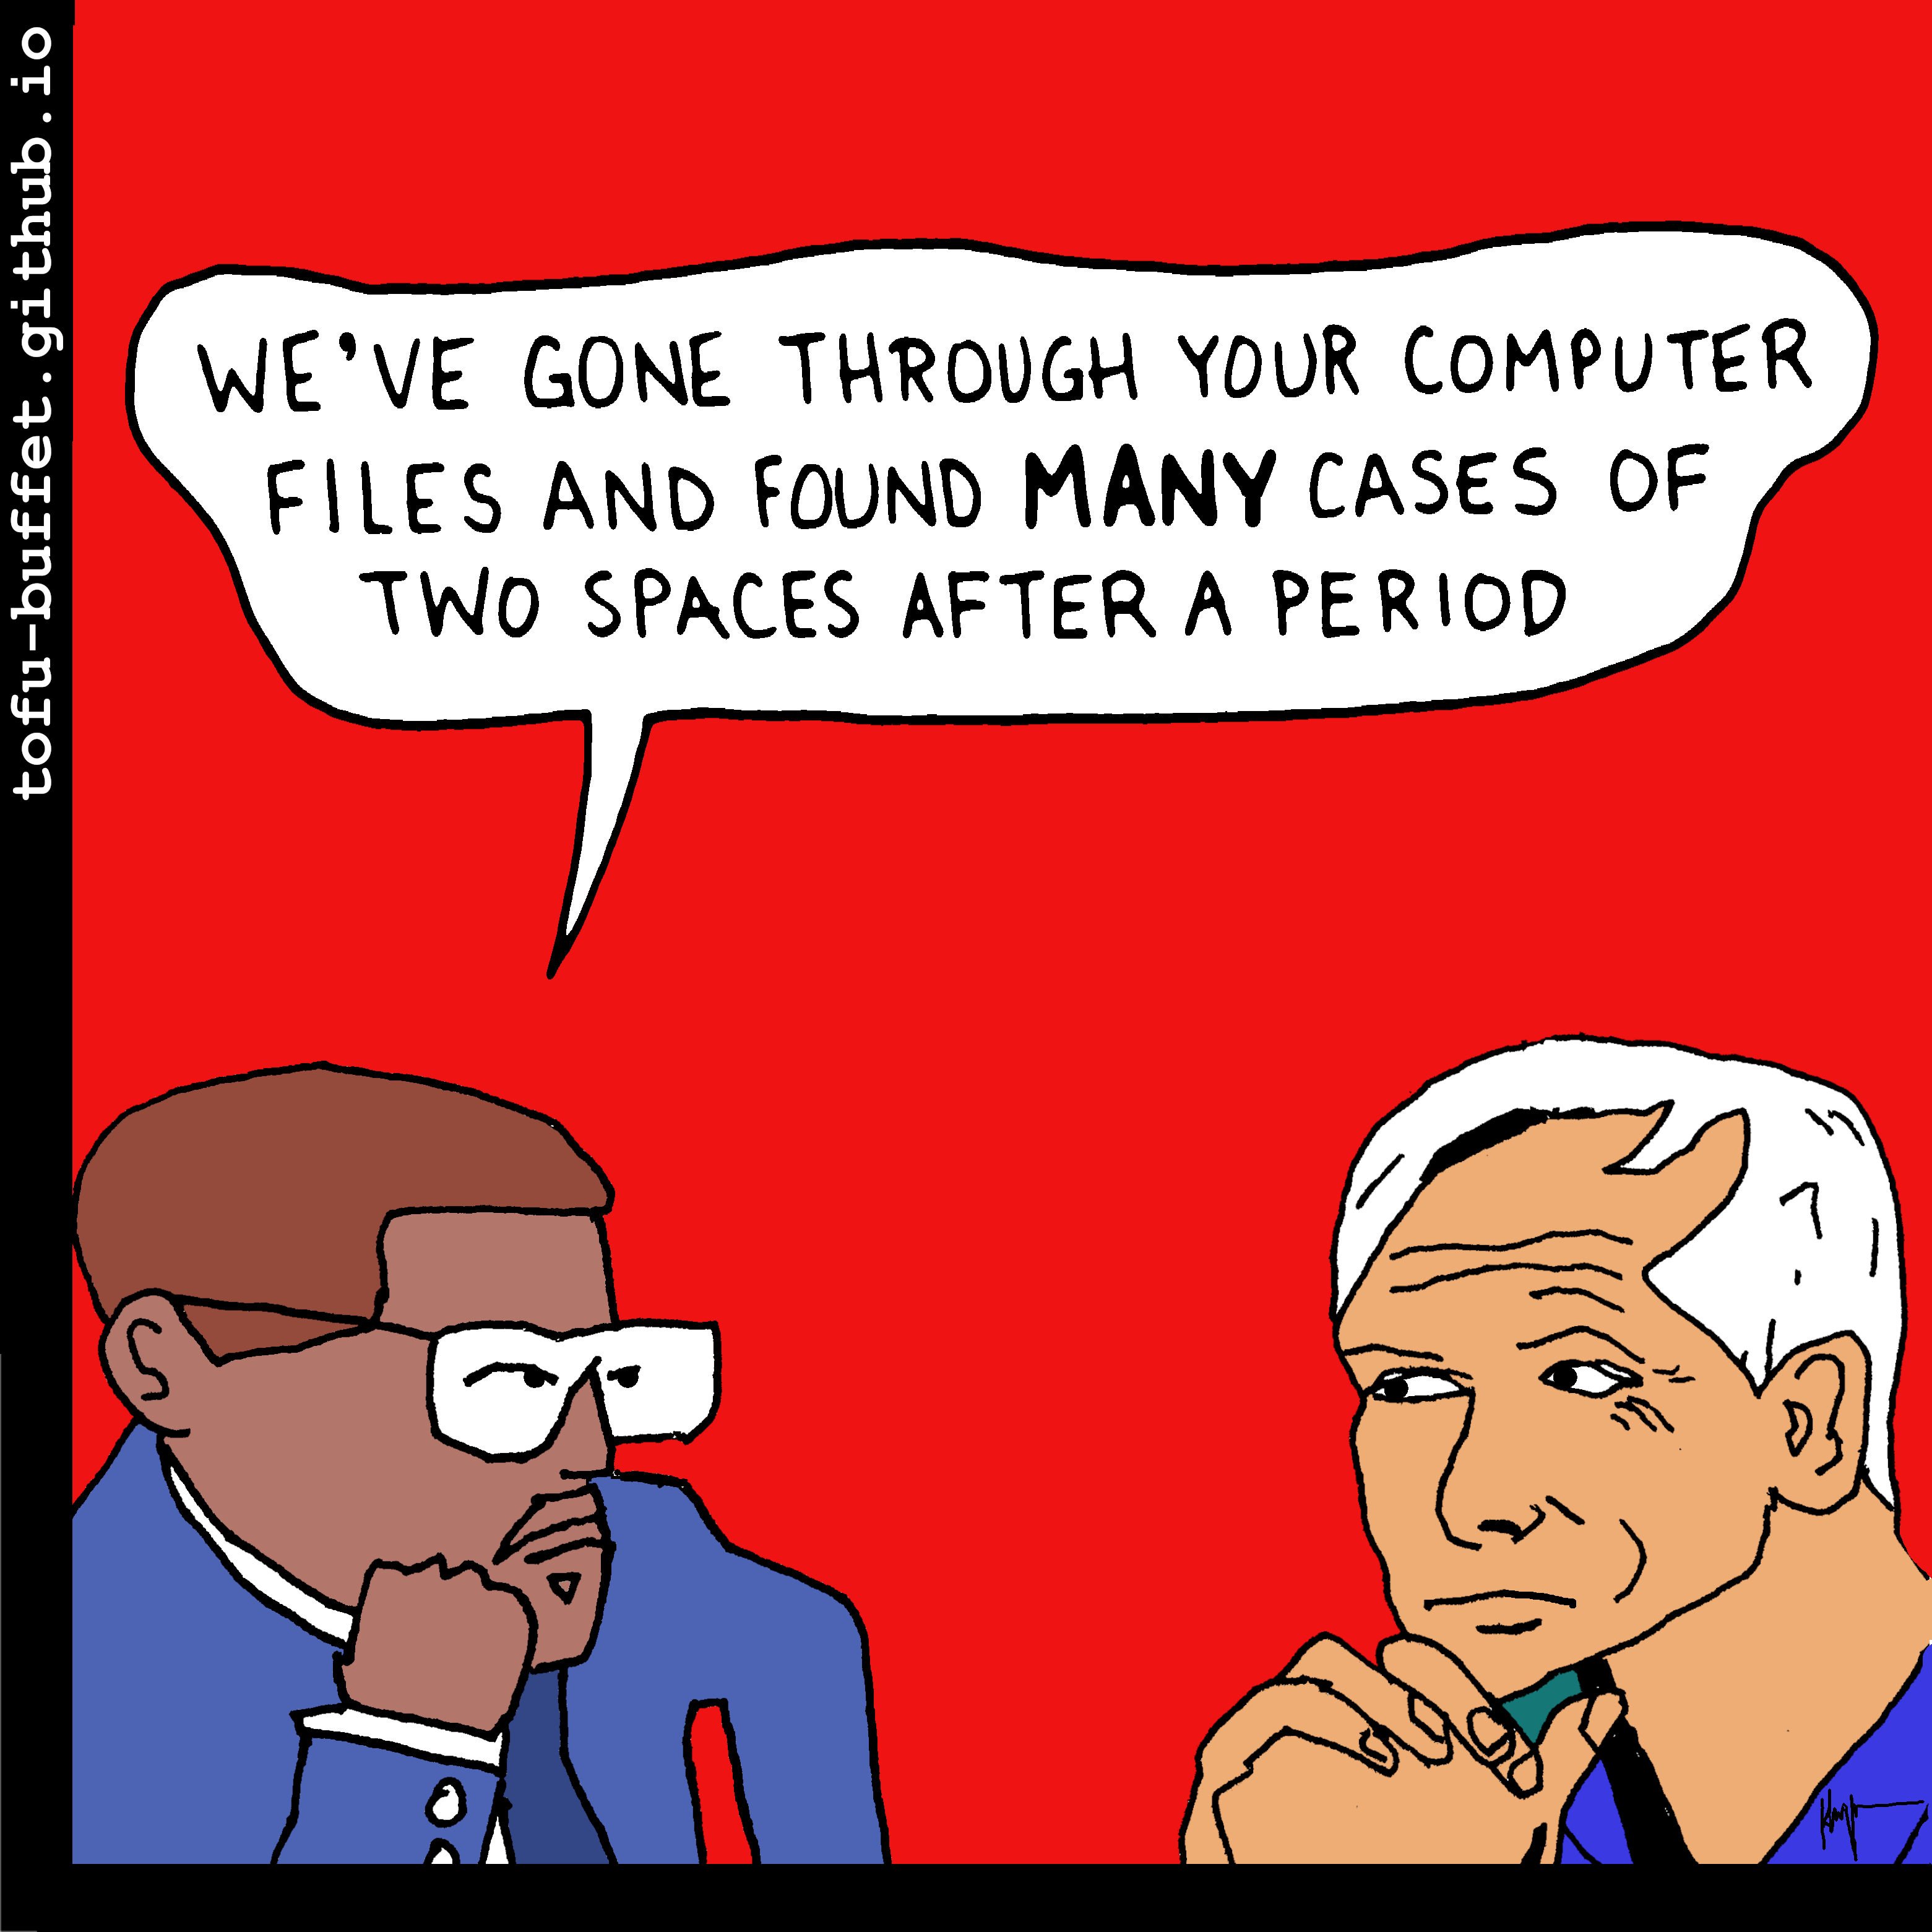 tofu-buffet.github.io
WE'VE GONE THROUGH YOUR COMPUTER
FILES AND FOUND MANY CASES OF
TWO SPACES AFTER A PERIOD